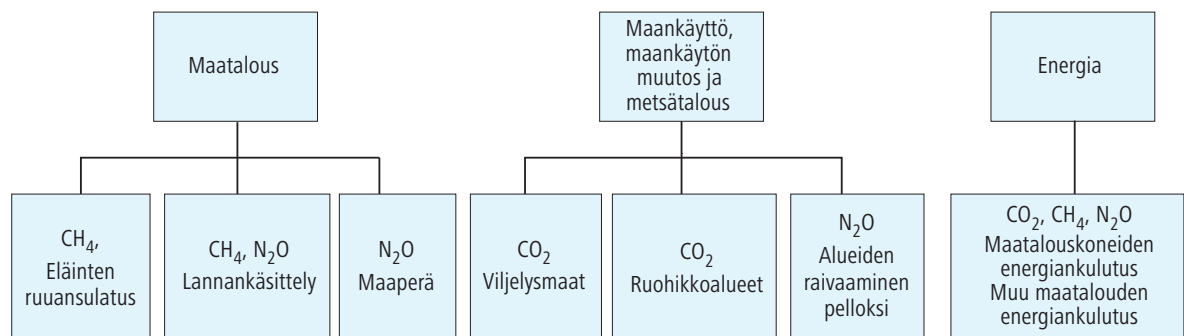 Maatalous
Maankäyttö,
maankäytön
muutos ja
metsätalous
Energia
CH₄,
Eläinten
ruuansulatus
CH₄, N₂O
Lannankäsittely
N₂O
Maaperä
CO₂
Viljelysmaat
CO₂
Ruohikkoalueet
N₂O
Alueiden
raivaaminen
pelloksi
CO₂, CH₄, N₂O
Maatalouskoneiden
energiankulutus
Muu maatalouden
energiankulutus